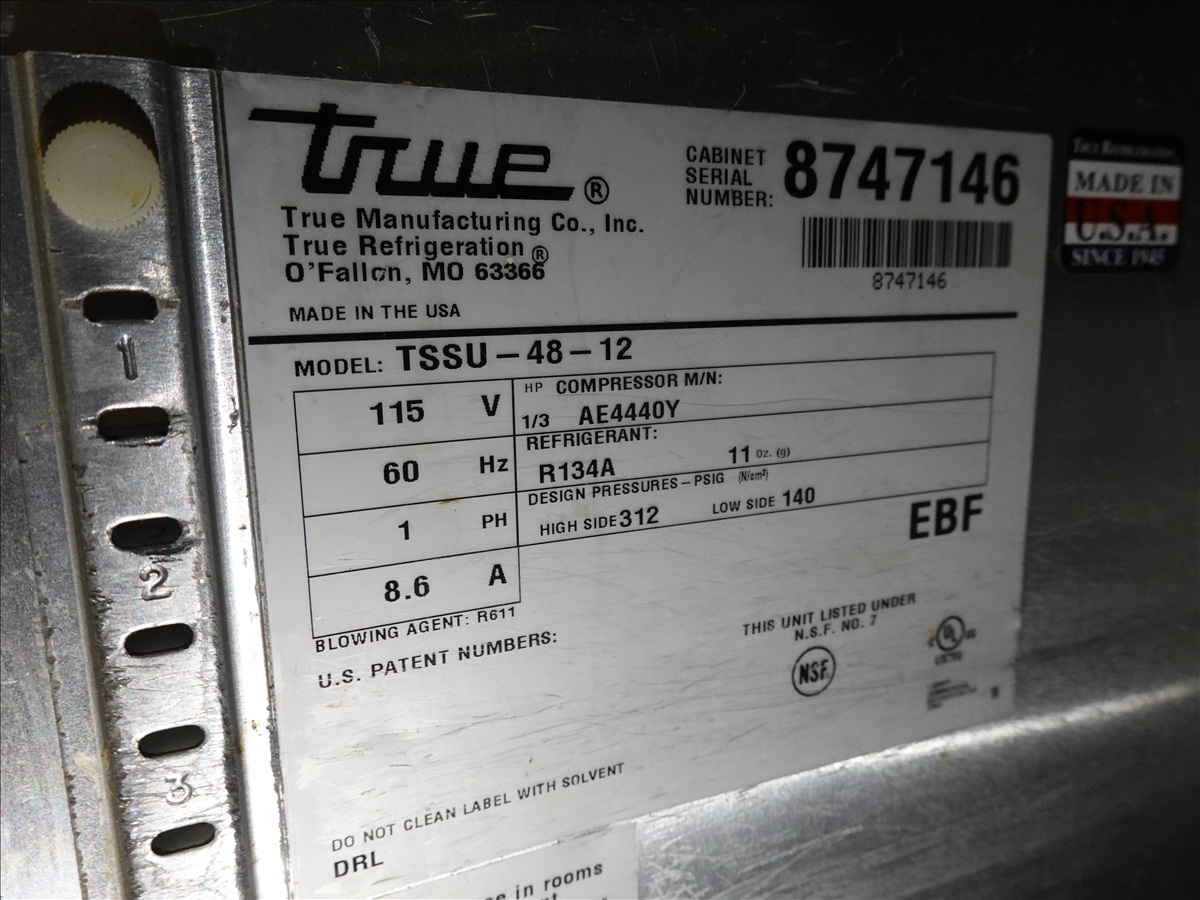 true®
True Manufacturing Co., Inc.
True Refrigeration®
O'Fallon, MO 63366
MADE IN THE USA
CABINET
SERIAL
NUMBER: 8747146
8747146
TRUE REFRIGERATION
MADE IN
U.S.A.
SINCE 1945
MODEL: TSSU-48-12
115 V
60 Hz
1 PH
8.6 A
HP COMPRESSOR M/N:
1/3 AE4440Y
REFRIGERANT:
R134A 11 Oz. (g)
DESIGN PRESSURES-PSIG (N/cm²)
HIGH SIDE 312 LOW SIDE 140
EBF
BLOWING AGENT: R611
U.S. PATENT NUMBERS:
THIS UNIT LISTED UNDER
N.S.F. NO. 7
NSF
UL
LISTED
DO NOT CLEAN LABEL WITH SOLVENT
DRL
in rooms
1
2
3